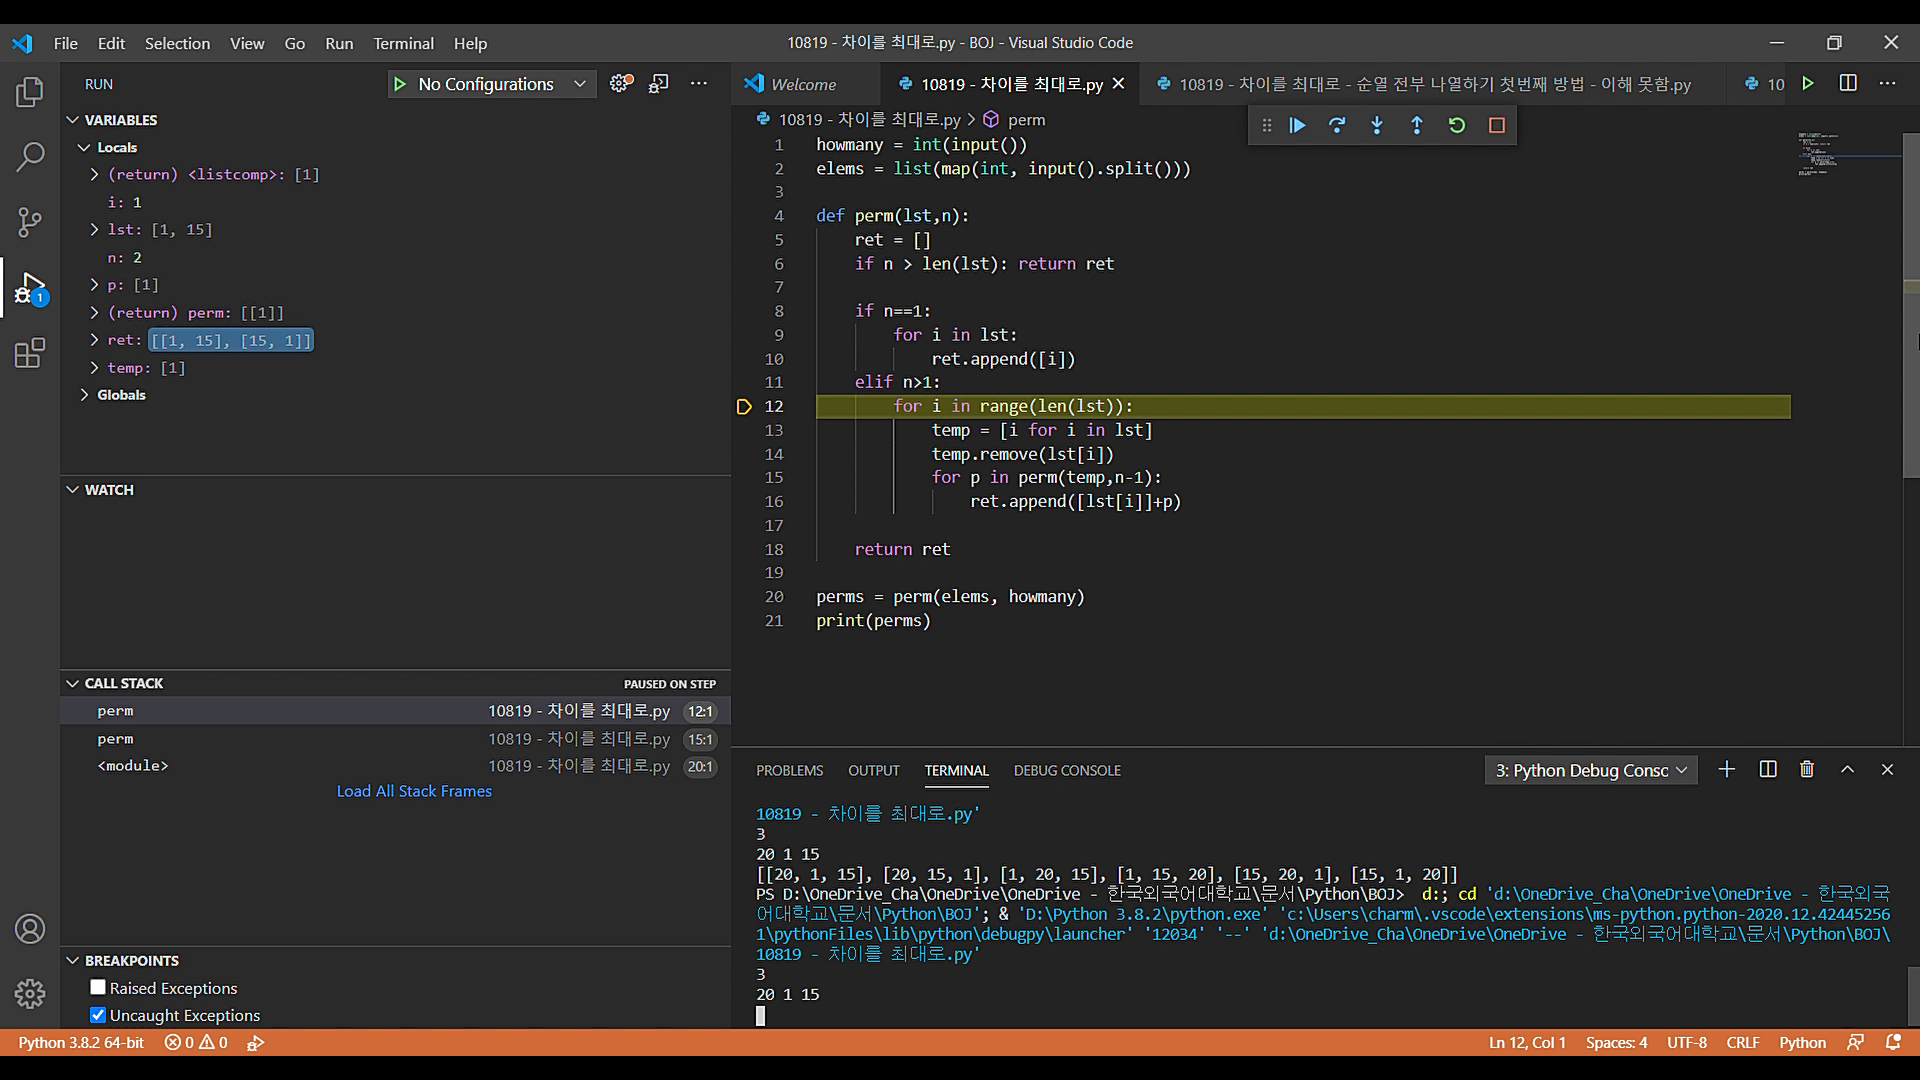 File Edit Selection View Go Run Terminal Help
10819 - 차이를 최대로.py - BOJ - Visual Studio Code
RUN
No Configurations
VARIABLES
Locals
(return) <listcomp>: [1]
i: 1
lst: [1, 15]
n: 2
p: [1]
(return) perm: [[1]]
ret: [[1, 15], [15, 1]]
temp: [1]
Globals
WATCH
CALL STACK PAUSED ON STEP
perm 10819 - 차이를 최대로.py 12:1
perm 10819 - 차이를 최대로.py 15:1
<module> 10819 - 차이를 최대로.py 20:1
Load All Stack Frames
BREAKPOINTS
Raised Exceptions
Uncaught Exceptions
1
Welcome
10819 - 차이를 최대로.py
10819 - 차이를 최대로 - 순열 전부 나열하기 첫번째 방법 - 이해 못함.py
10
10819 - 차이를 최대로.py > perm
1 howmany = int(input())
2 elems = list(map(int, input().split()))
3
4 def perm(lst,n):
5 ret = []
6 if n > len(lst): return ret
7
8 if n==1:
9 for i in lst:
10 ret.append([i])
11 elif n>1:
12 for i in range(len(lst)):
13 temp = [i for i in lst]
14 temp.remove(lst[i])
15 for p in perm(temp,n-1):
16 ret.append([lst[i]]+p)
17
18 return ret
19
20 perms = perm(elems, howmany)
21 print(perms)
PROBLEMS OUTPUT TERMINAL DEBUG CONSOLE
3: Python Debug Consc
10819 - 차이를 최대로.py'
3
20 1 15
[[20, 1, 15], [20, 15, 1], [1, 20, 15], [1, 15, 20], [15, 20, 1], [15, 1, 20]]
PS D:\OneDrive_Cha\OneDrive\OneDrive - 한국외국어대학교\문서\Python\BOJ> d:; cd 'd:\OneDrive_Cha\OneDrive\OneDrive - 한국외국
어대학교\문서\Python\BOJ'; & 'D:\Python 3.8.2\python.exe' 'c:\Users\charm\.vscode\extensions\ms-python.python-2020.12.42445256
1\pythonFiles\lib\python\debugpy\launcher' '12034' '--' 'd:\OneDrive_Cha\OneDrive\OneDrive - 한국외국어대학교\문서\Python\BOJ\
10819 - 차이를 최대로.py'
3
20 1 15
Python 3.8.2 64-bit
0 0
Ln 12, Col 1 Spaces: 4 UTF-8 CRLF Python